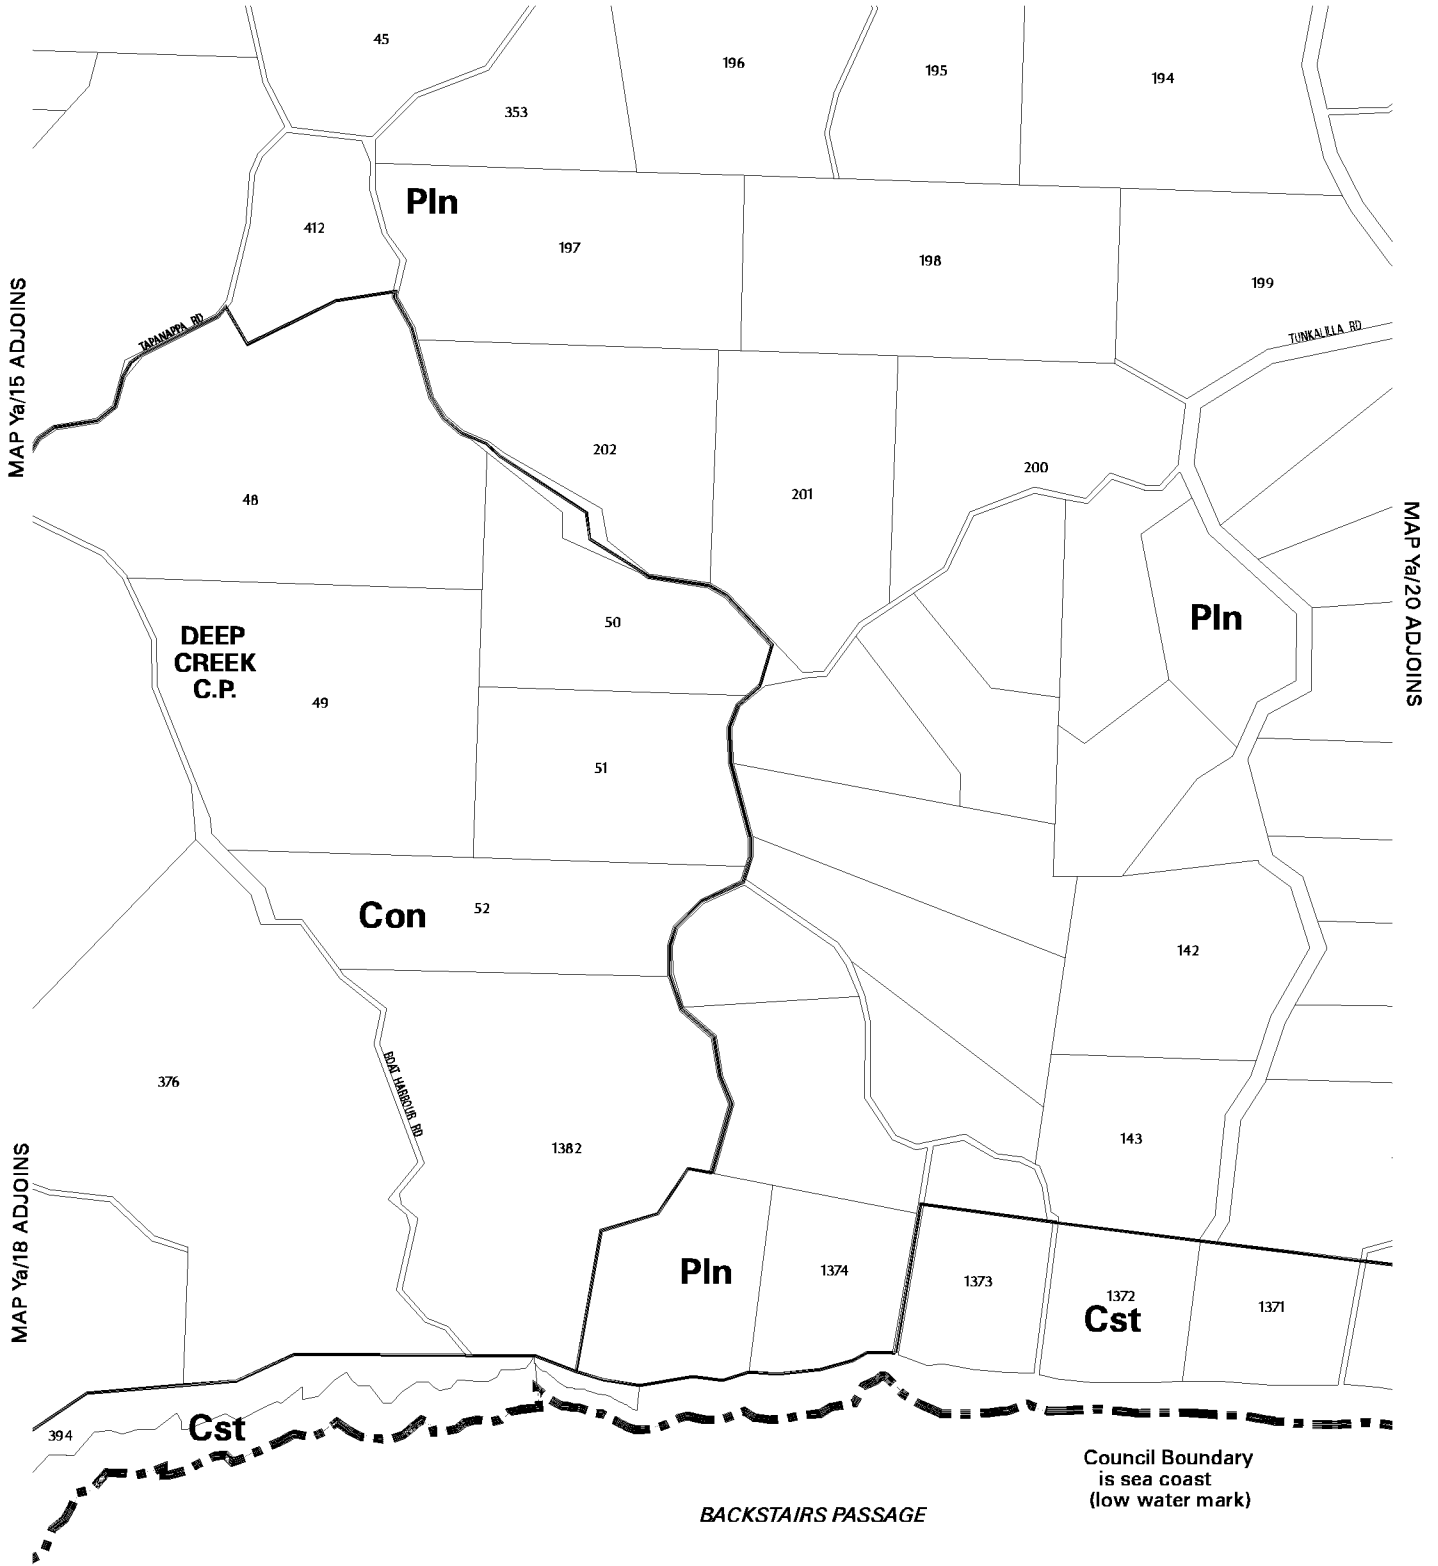 45
196
195
194
353
Pln
412
197
198
199
MAP Ya/15 ADJOINS
TAPANAPPA RD
TUNKALILLA RD
202
200
201
48
MAP Ya/20 ADJOINS
Pln
50
DEEP
CREEK
C.P.
49
51
Con
52
142
376
BOAT HARBOUR RD
1382
143
MAP Ya/18 ADJOINS
Pln
1374
1373
1372
Cst
1371
394
Cst
Council Boundary
is sea coast
(low water mark)
BACKSTAIRS PASSAGE